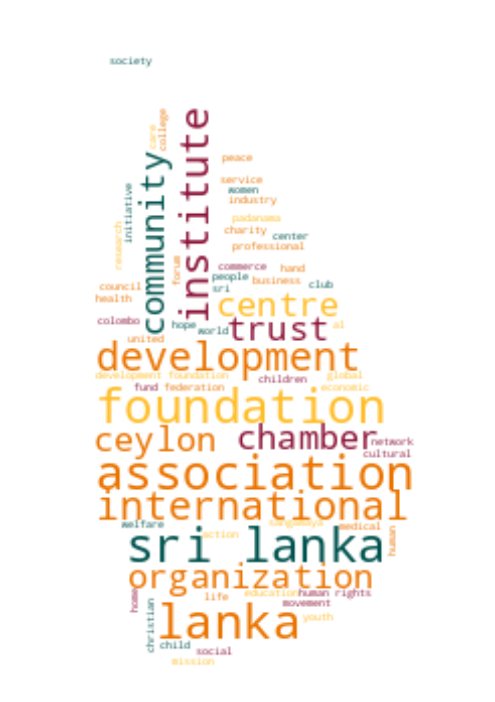 society
college
care
community
institute
peace
service
women
initiative
industry
padanama
charity
research
center
professional
forum
commerce
hand
people
business
council
sri
club
health
centre
colombo
hope
world
trust
al
united
development
development foundation
children
global
fund
federation
economic
foundation
ceylon
chamber
network
cultural
association
international
welfare
sangamaya
medical
action
human
sri lanka
organization
home
life
education
human rights
movement
christian
lanka
youth
child
social
mission